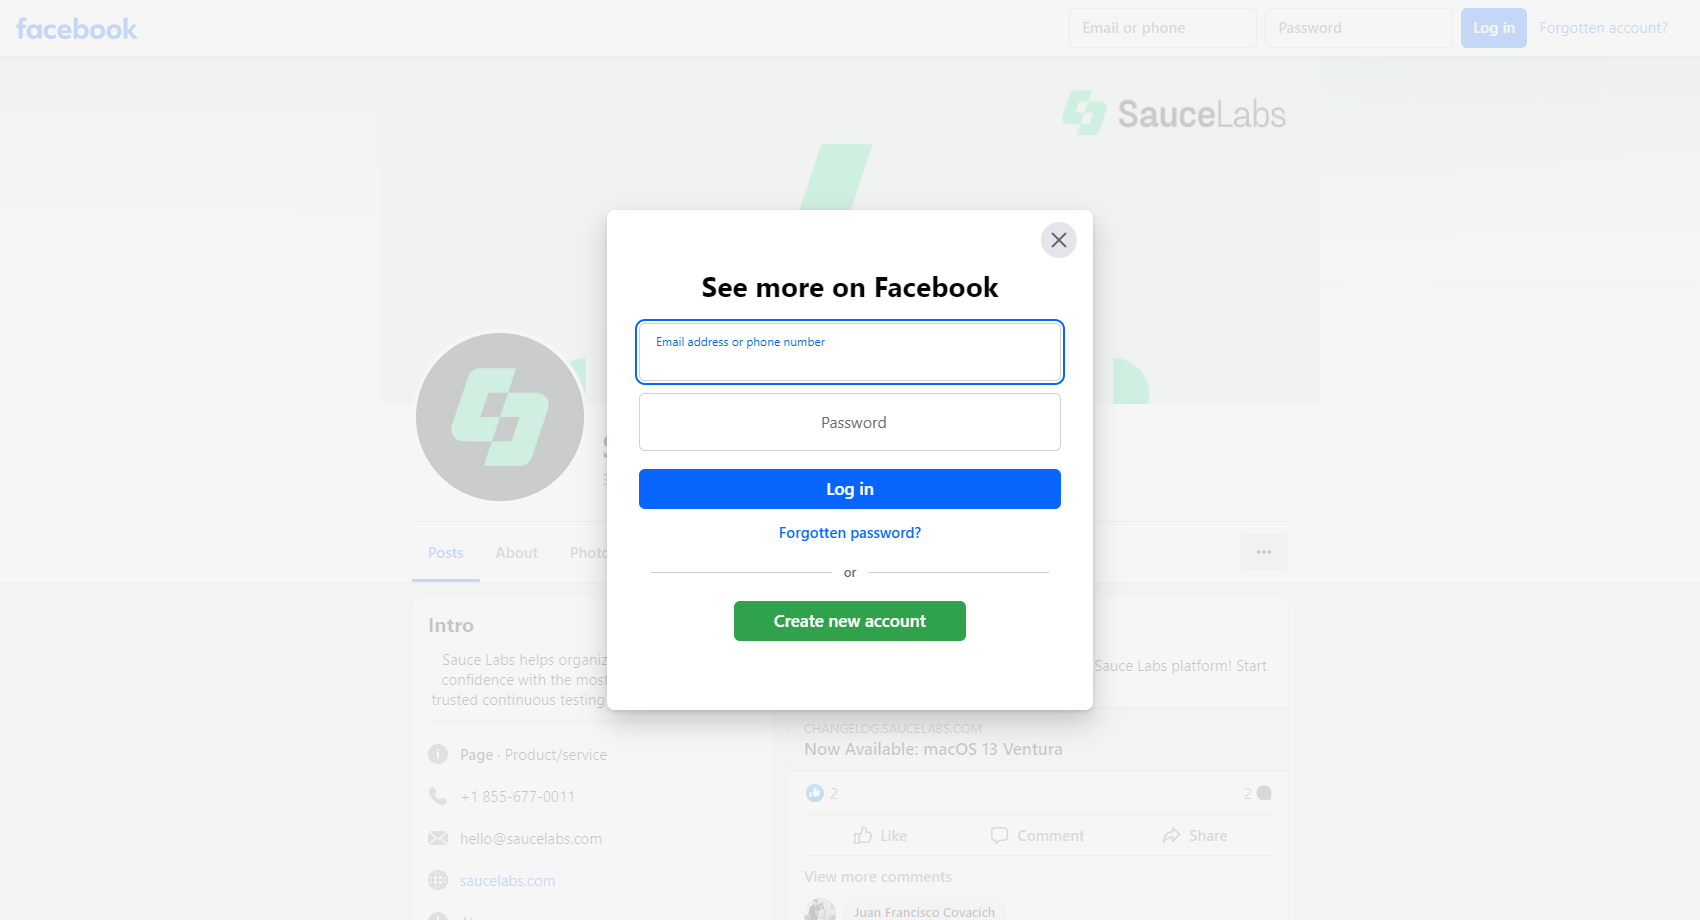 facebook
Email or phone
Password
Log in
Forgotten account?
SauceLabs
See more on Facebook
Email address or phone number
Password
Log in
Forgotten password?
or
Create new account
Posts
About
Intro
Sauce Labs helps
confidence with the
trusted continuous testing
Sauce Labs platform! Start
Page · Product/service
+1 855-677-0011
hello@saucelabs.com
saucelabs.com
CHANGELOG.SAUCELABS.COM
Now Available: macOS 13 Ventura
2
2
Like
Comment
Share
View more comments
Juan Francisco Covacich